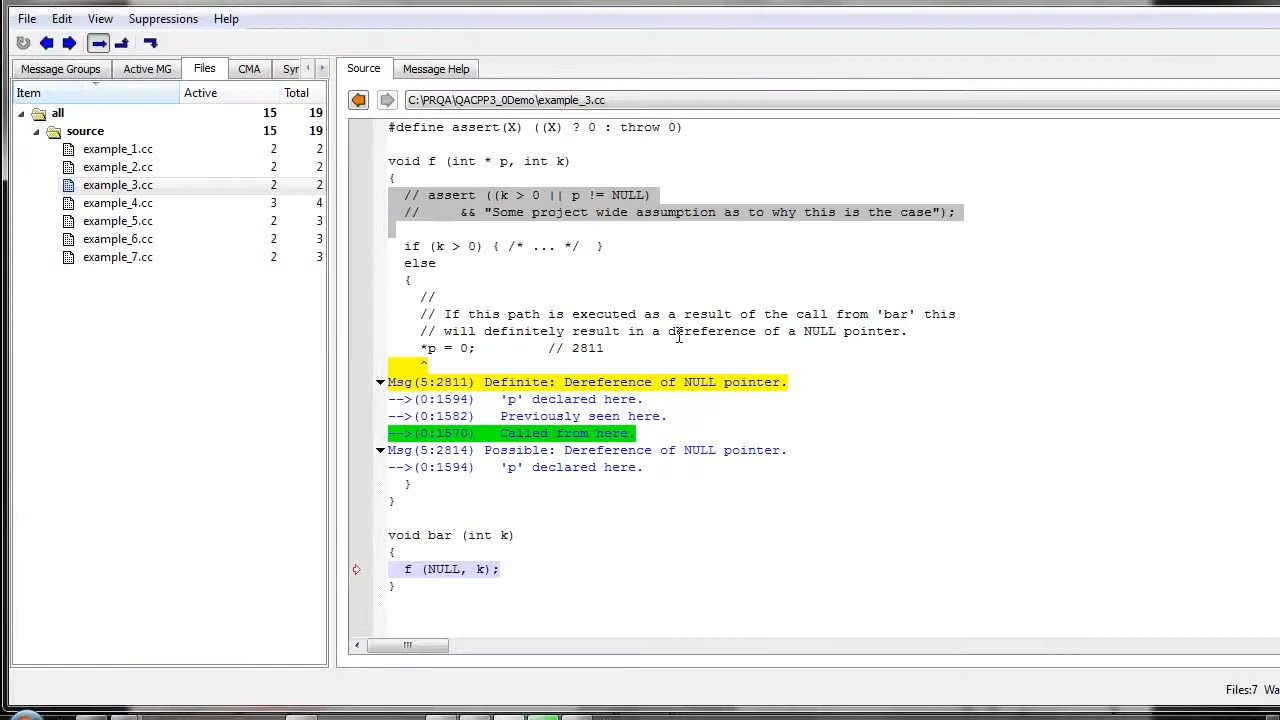 File Edit View Suppressions Help
Message Groups Active MG Files CMA Syr
Item Active Total
all 15 19
source 15 19
example_1.cc 2 2
example_2.cc 2 2
example_3.cc 2 2
example_4.cc 3 4
example_5.cc 2 3
example_6.cc 2 3
example_7.cc 2 3
Source Message Help
C:\PRQA\QACPP3_0Demo\example_3.cc
#define assert(X) ((X) ? 0 : throw 0)
void f (int * p, int k)
{
// assert ((k > 0 || p != NULL)
//     && "Some project wide assumption as to why this is the case");
if (k > 0) { /* ... */  }
else
{
//
// If this path is executed as a result of the call from 'bar' this
// will definitely result in a dereference of a NULL pointer.
*p = 0;         // 2811
^
Msg(5:2811) Definite: Dereference of NULL pointer.
-->(0:1594)   'p' declared here.
-->(0:1582)   Previously seen here.
-->(0:1570)   Called from here.
Msg(5:2814) Possible: Dereference of NULL pointer.
-->(0:1594)   'p' declared here.
}
}
void bar (int k)
{
f (NULL, k);
}
Files:7 Wa